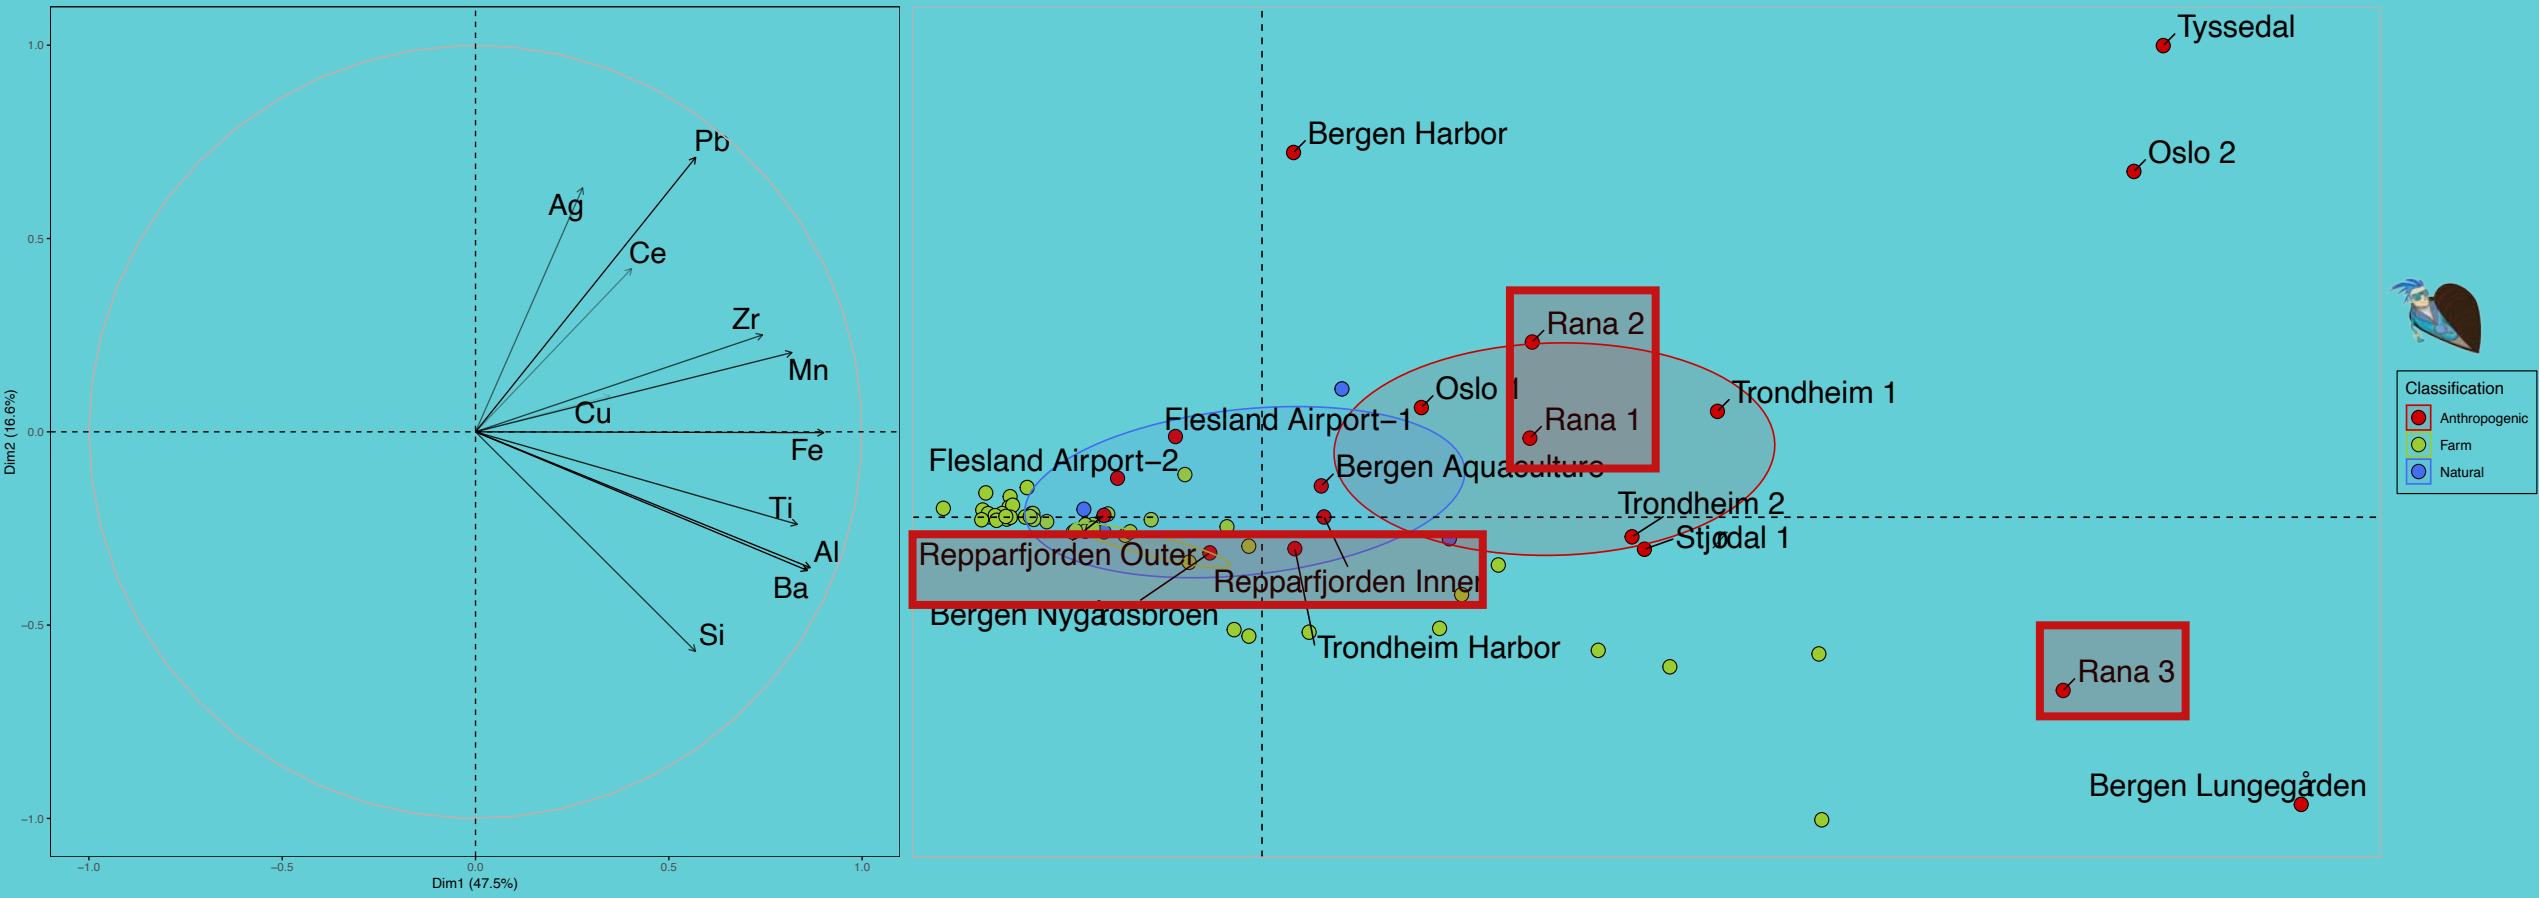 1.0
0.5
0.0
−0.5
−1.0
Dim2 (16.6%)
−1.0
−0.5
0.0
0.5
1.0
Dim1 (47.5%)
Pb
Ag
Ce
Zr
Mn
Cu
Fe
Ti
Al
Ba
Si
Tyssedal
Bergen Harbor
Oslo 2
Rana 2
Oslo 1
Trondheim 1
Flesland Airport−1
Rana 1
Flesland Airport−2
Bergen Aquaculture
Trondheim 2
Stjørdal 1
Repparfjorden Outer
Repparfjorden Inner
Bergen Nygårdsbroen
Trondheim Harbor
Rana 3
Bergen Lungegården
Classification
Anthropogenic
Farm
Natural